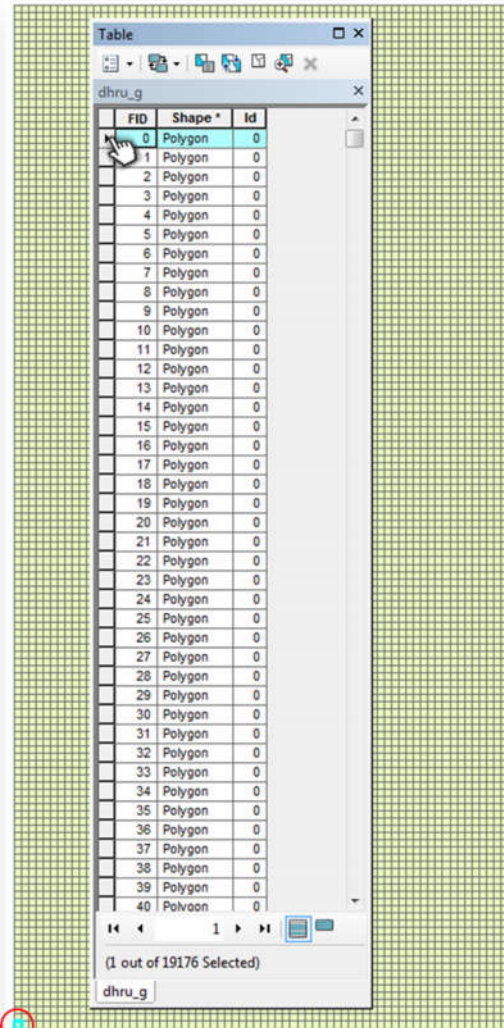 Table
dhru_g
FID Shape * Id
0 Polygon 0
1 Polygon 0
2 Polygon 0
3 Polygon 0
4 Polygon 0
5 Polygon 0
6 Polygon 0
7 Polygon 0
8 Polygon 0
9 Polygon 0
10 Polygon 0
11 Polygon 0
12 Polygon 0
13 Polygon 0
14 Polygon 0
15 Polygon 0
16 Polygon 0
17 Polygon 0
18 Polygon 0
19 Polygon 0
20 Polygon 0
21 Polygon 0
22 Polygon 0
23 Polygon 0
24 Polygon 0
25 Polygon 0
26 Polygon 0
27 Polygon 0
28 Polygon 0
29 Polygon 0
30 Polygon 0
31 Polygon 0
32 Polygon 0
33 Polygon 0
34 Polygon 0
35 Polygon 0
36 Polygon 0
37 Polygon 0
38 Polygon 0
39 Polygon 0
40 Polygon 0
1
(1 out of 19176 Selected)
dhru_g